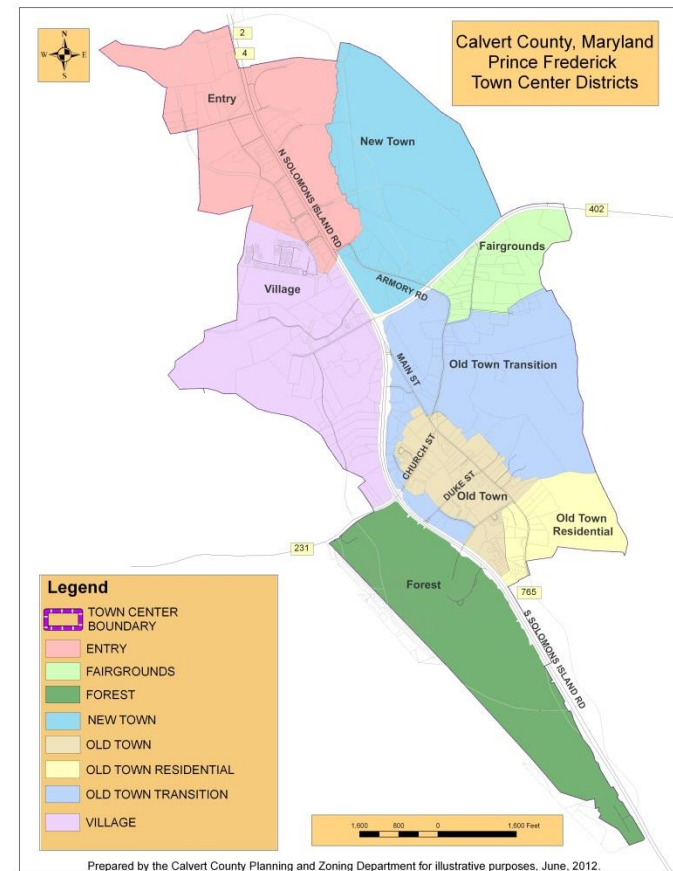 N
W E
S
2
4
Calvert County, Maryland
Prince Frederick
Town Center Districts
Entry
New Town
N SOLOMONS ISLAND RD
402
Fairgrounds
Village
ARMORY RD
MAIN ST
Old Town Transition
CHURCH ST
DUKE ST
Old Town
Old Town
Residential
231
Forest
765
S SOLOMONS ISLAND RD
Legend
TOWN CENTER
BOUNDARY
ENTRY
FAIRGROUNDS
FOREST
NEW TOWN
OLD TOWN
OLD TOWN RESIDENTIAL
OLD TOWN TRANSITION
VILLAGE
1,600 800 0 1,600 Feet
Prepared by the Calvert County Planning and Zoning Department for illustrative purposes, June, 2012.